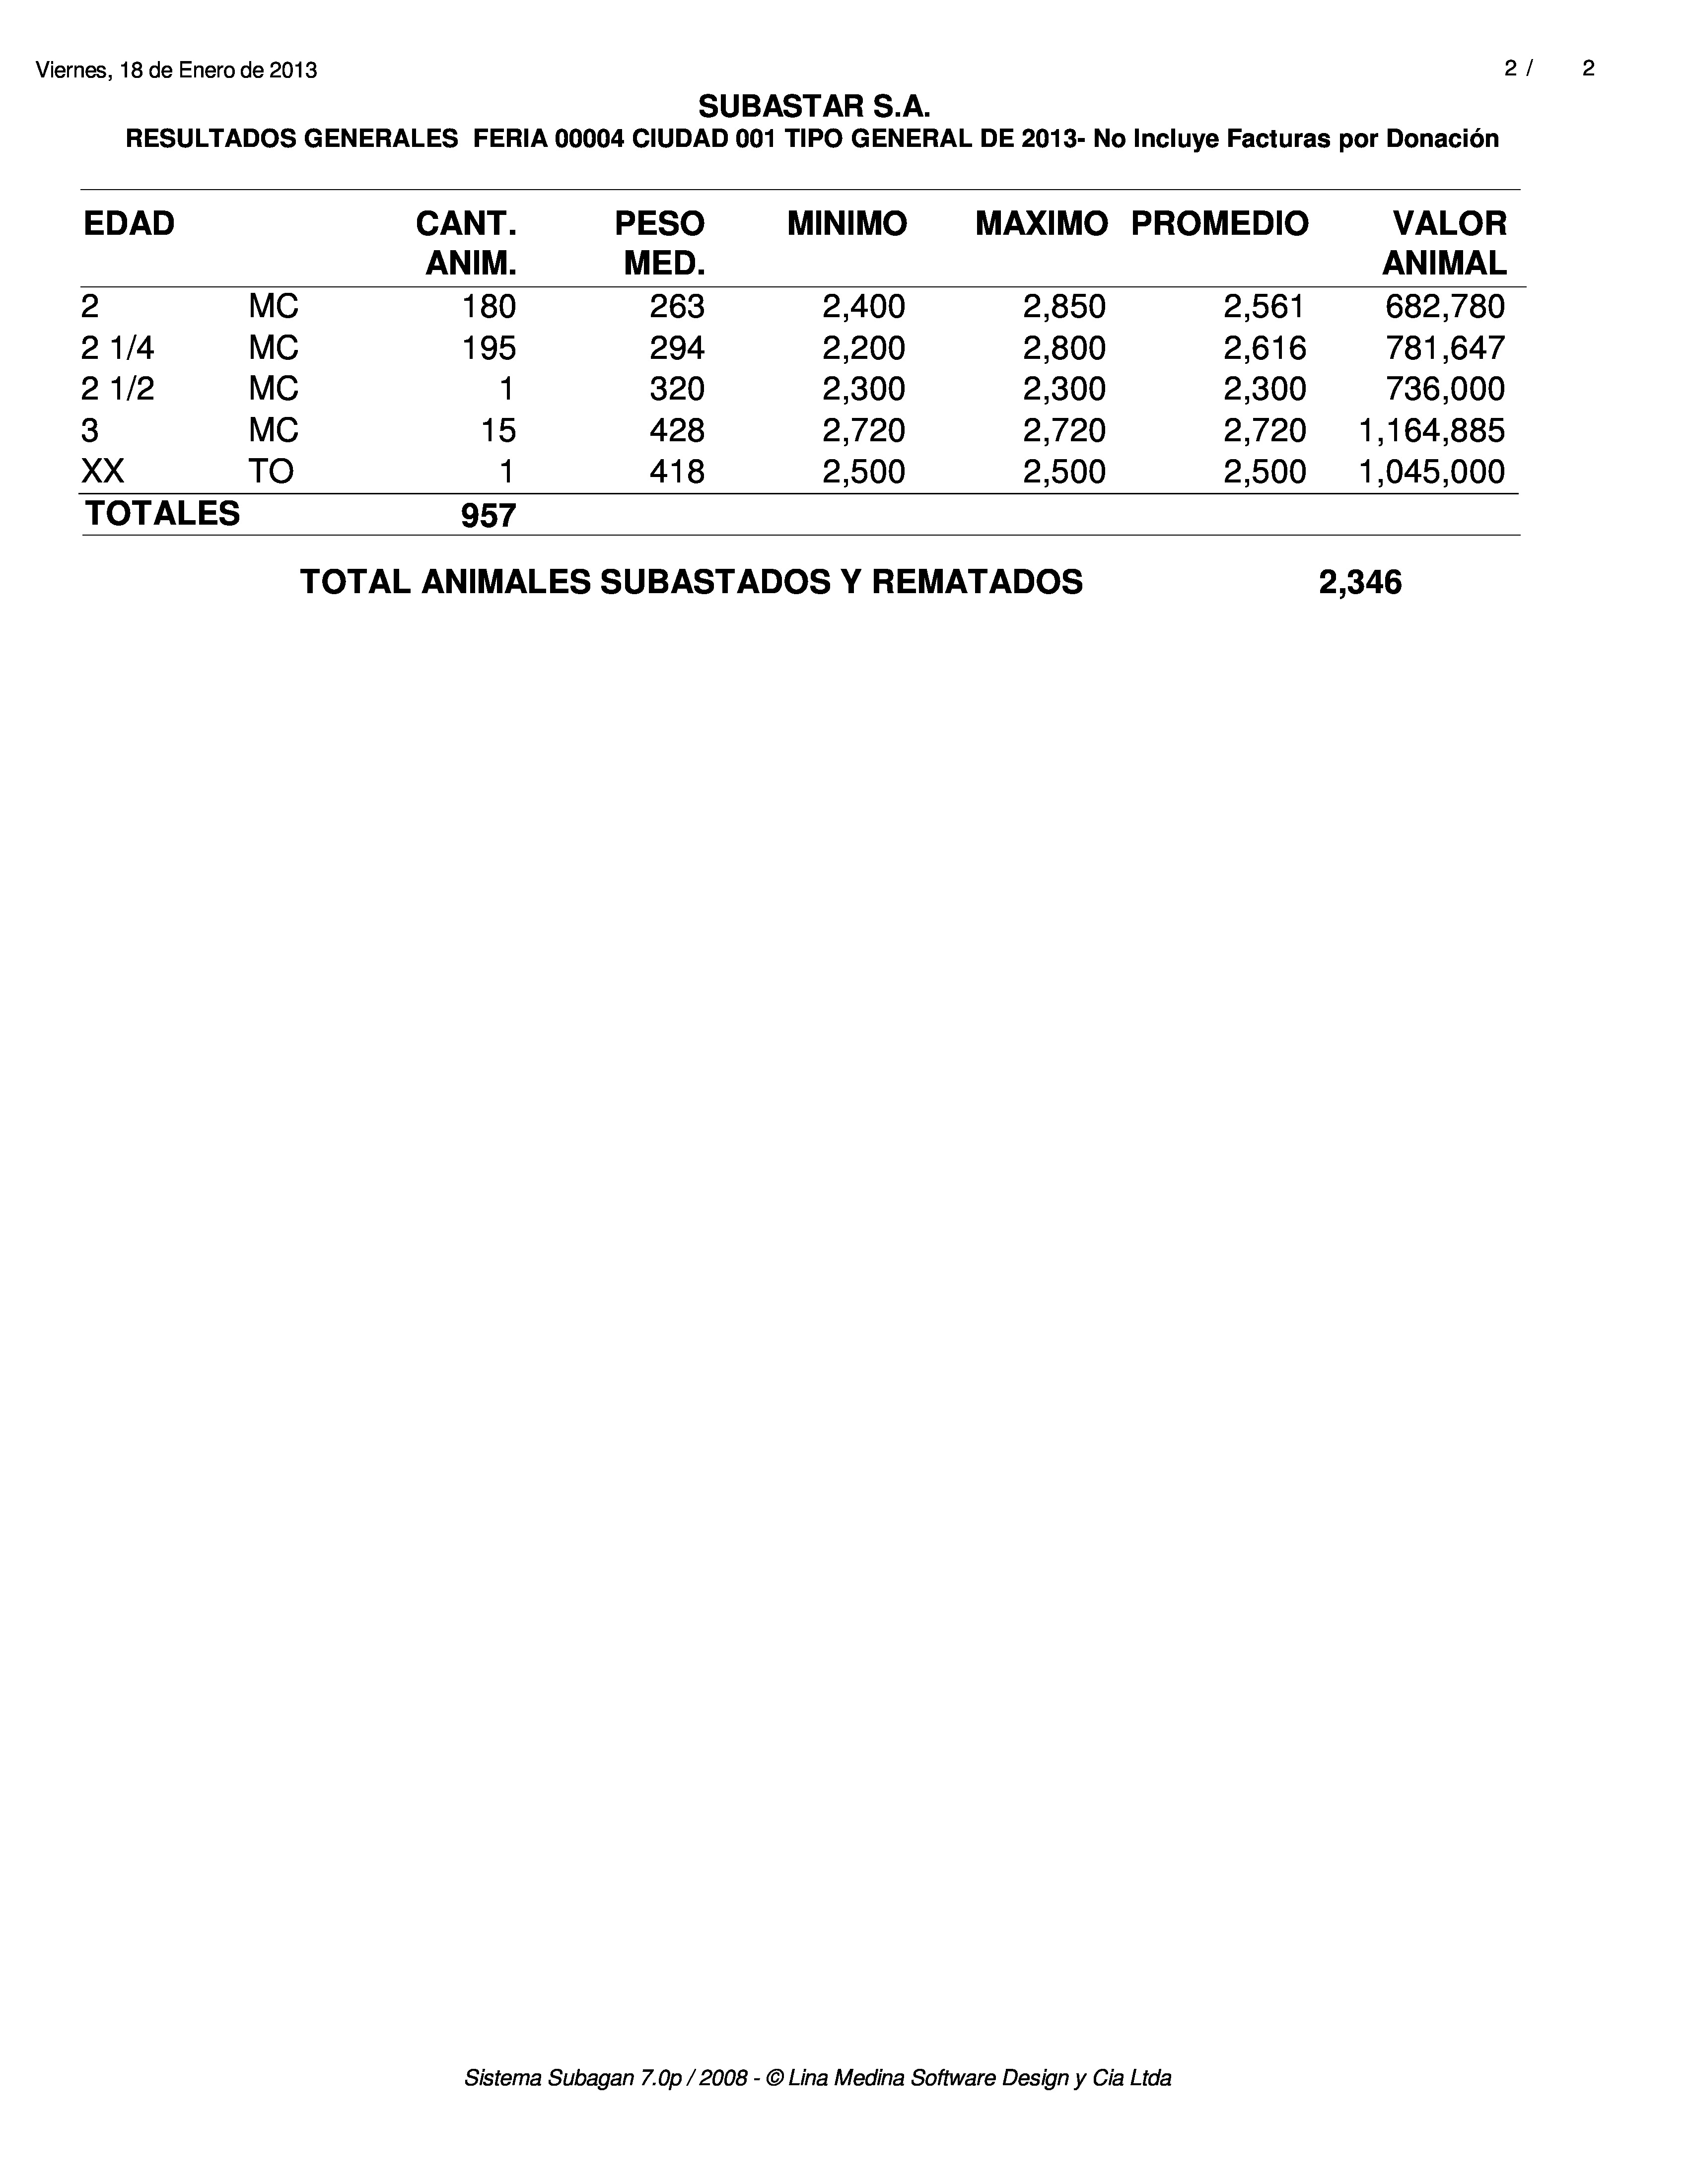 Viernes, 18 de Enero de 2013 2 / 2
SUBASTAR S.A.
RESULTADOS GENERALES FERIA 00004 CIUDAD 001 TIPO GENERAL DE 2013- No Incluye Facturas por Donación
EDAD CANT. PESO MINIMO MAXIMO PROMEDIO VALOR
ANIM. MED. ANIMAL
2 MC 180 263 2,400 2,850 2,561 682,780
2 1/4 MC 195 294 2,200 2,800 2,616 781,647
2 1/2 MC 1 320 2,300 2,300 2,300 736,000
3 MC 15 428 2,720 2,720 2,720 1,164,885
XX TO 1 418 2,500 2,500 2,500 1,045,000
TOTALES 957
TOTAL ANIMALES SUBASTADOS Y REMATADOS 2,346
Sistema Subagan 7.0p / 2008 - © Lina Medina Software Design y Cia Ltda